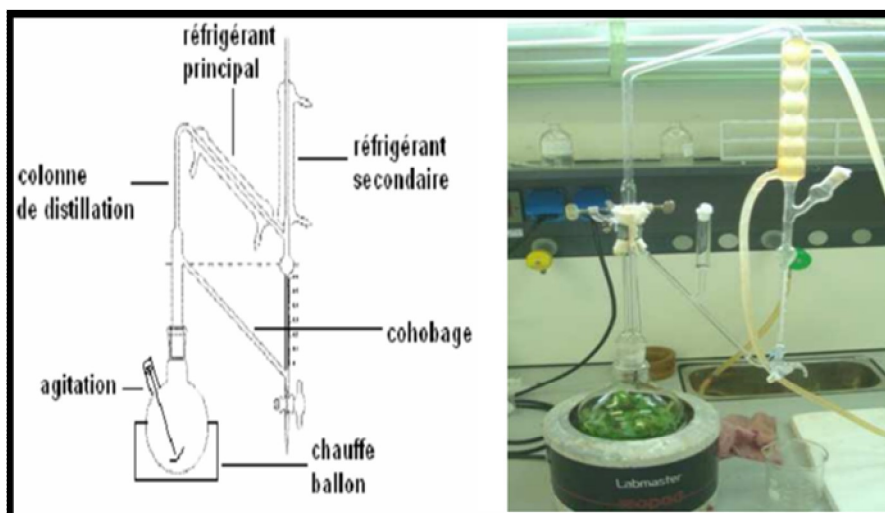 réfrigérant
principal
colonne
de distillation
réfrigérant
secondaire
cohobage
agitation
chauffe
ballon
Labmaster